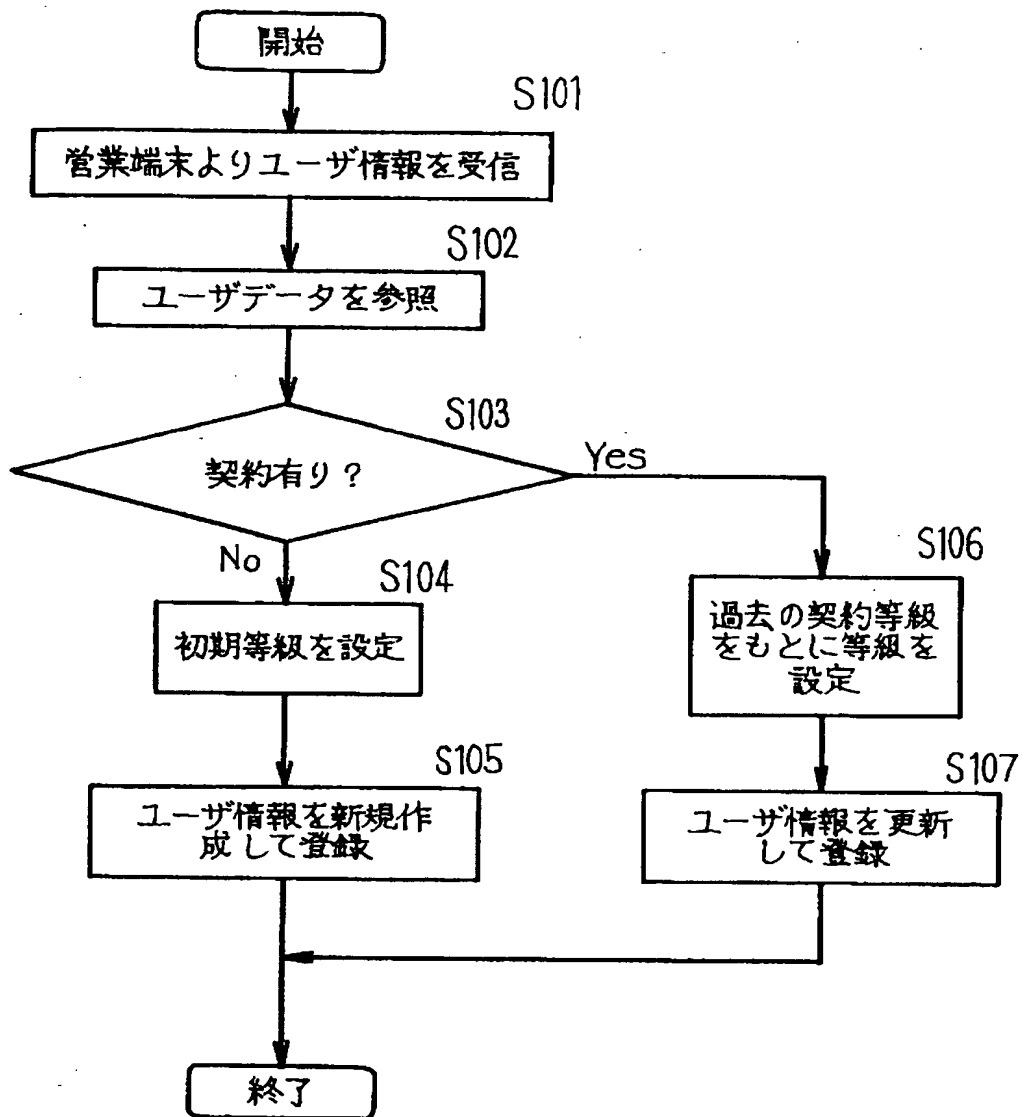 開始
S101
営業端末よりユーザ情報を受信
S102
ユーザデータを参照
S103
契約有り？
Yes
No
S104
初期等級を設定
S105
ユーザ情報を新規作
成して登録
S106
過去の契約等級
をもとに等級を
設定
S107
ユーザ情報を更新
して登録
終了